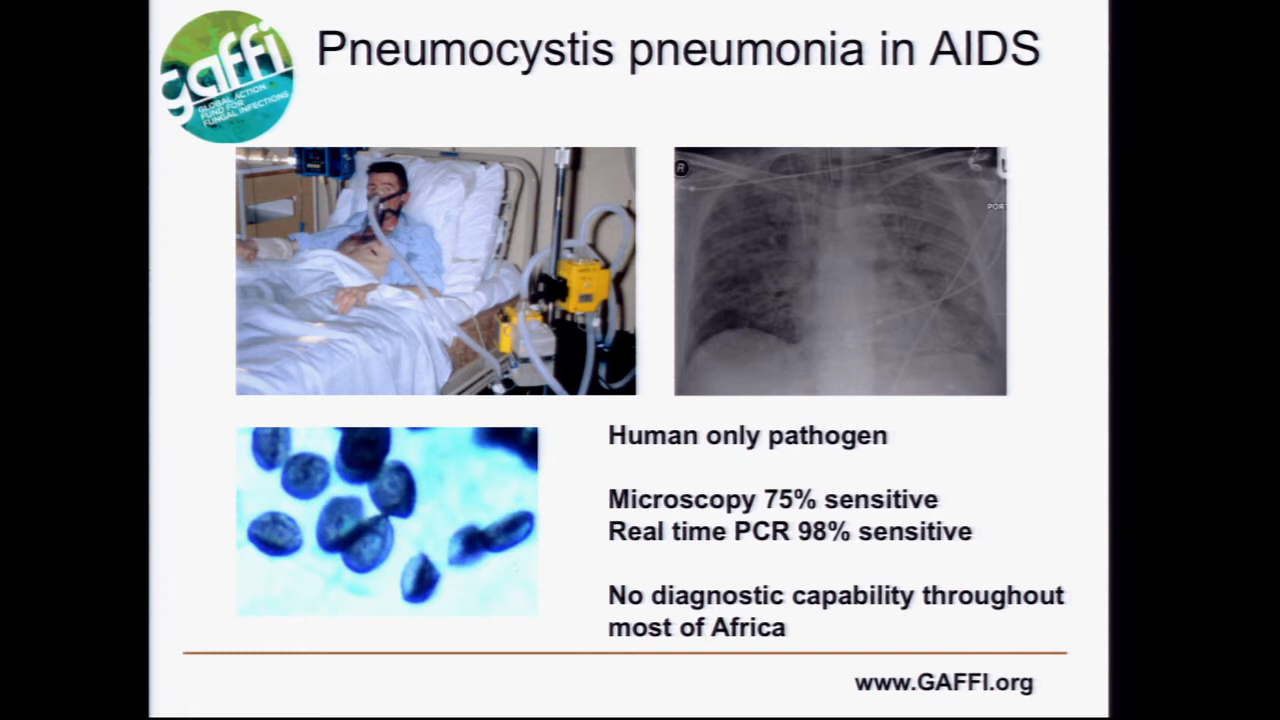 gaffi
GLOBAL ACTION
FUND FOR
FUNGAL INFECTIONS
Pneumocystis pneumonia in AIDS
R
PORT
Human only pathogen
Microscopy 75% sensitive
Real time PCR 98% sensitive
No diagnostic capability throughout
most of Africa
www.GAFFI.org